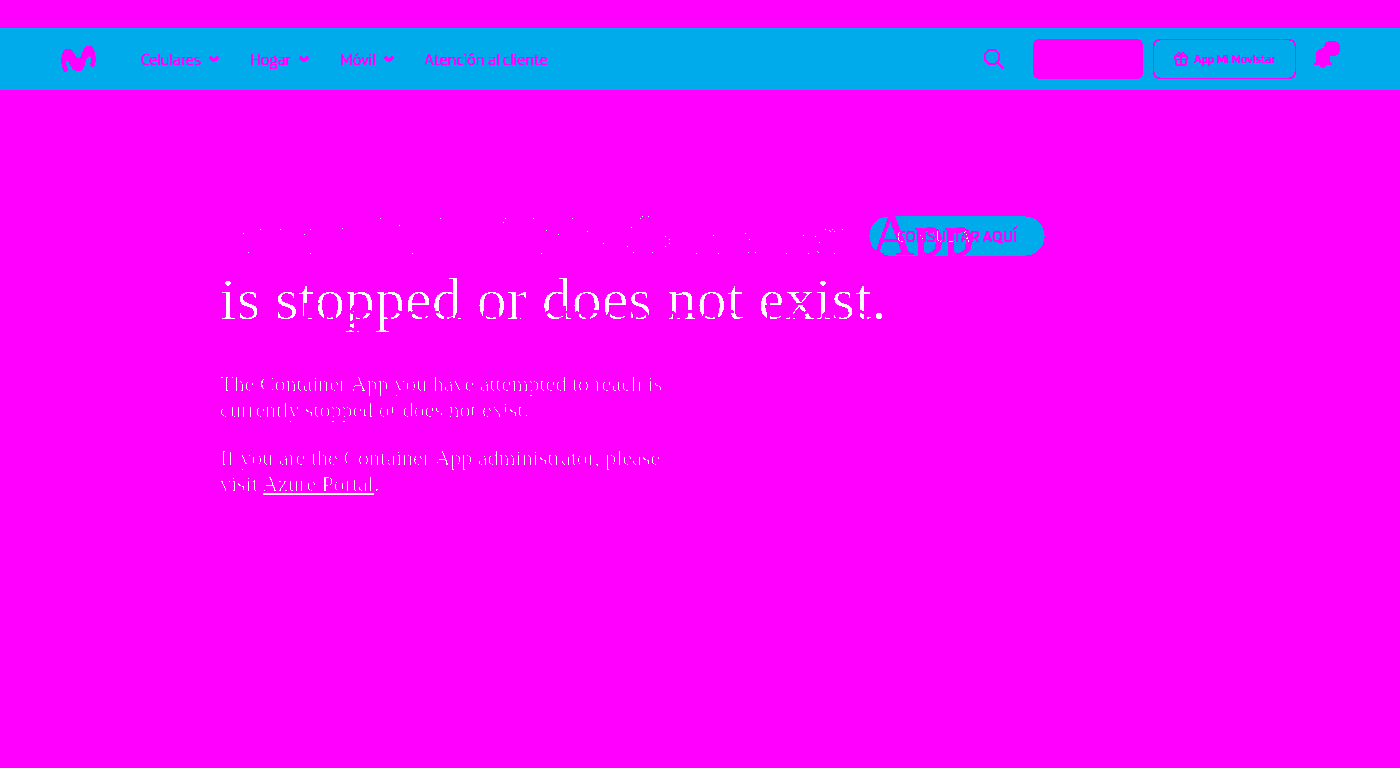 Celulares Hogar Móvil Atención al cliente App Mi Movistar
App CONSULTAR AQUÍ
is stopped or does not exist.
The Container App you have attempted to reach is
currently stopped or does not exist.
If you are the Container App administrator, please
visit Azure Portal.